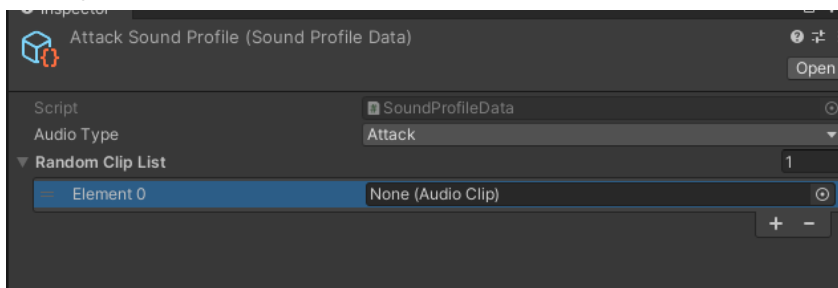 Inspector
Attack Sound Profile (Sound Profile Data)
Open
Script SoundProfileData
Audio Type Attack
Random Clip List 1
Element 0 None (Audio Clip)